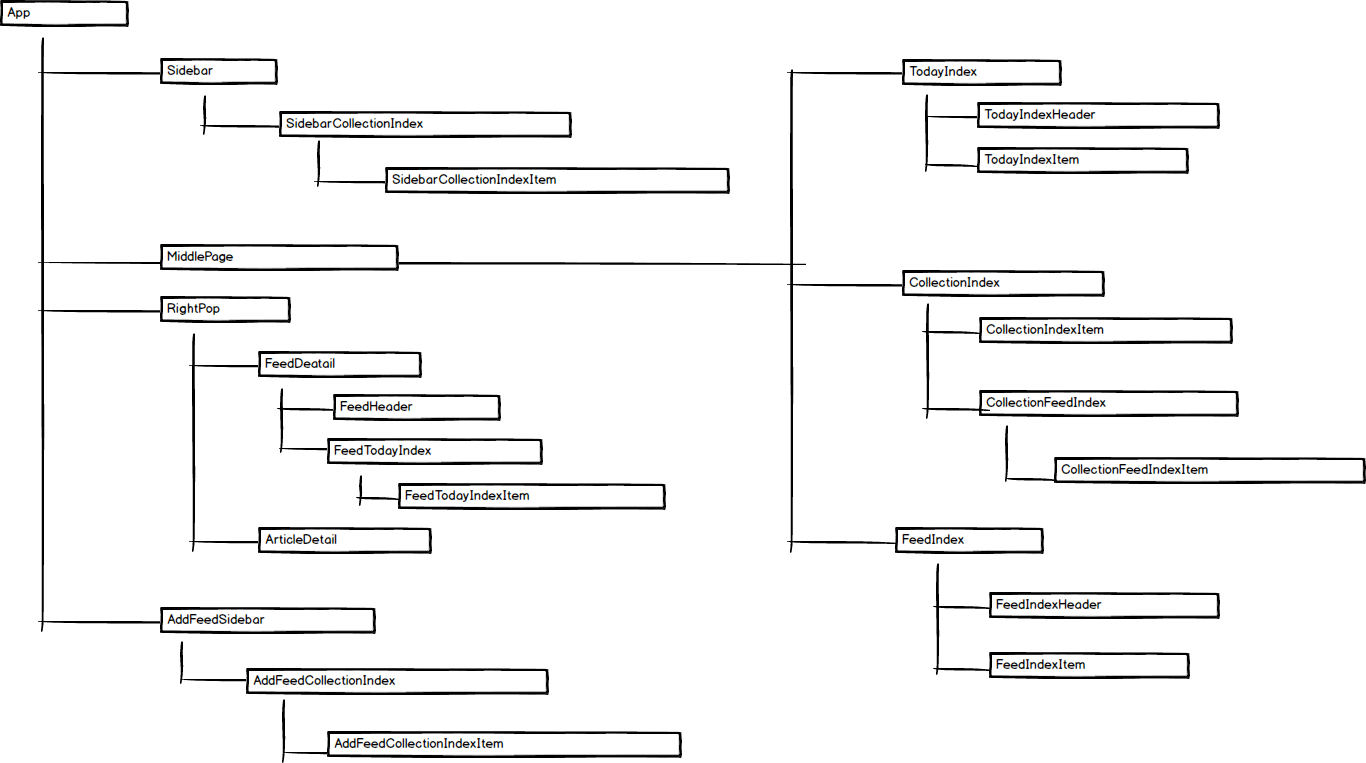 App
Sidebar
SidebarCollectionIndex
SidebarCollectionIndexItem
MiddlePage
RightPop
FeedDeatail
FeedHeader
FeedTodayIndex
FeedTodayIndexItem
ArticleDetail
AddFeedSidebar
AddFeedCollectionIndex
AddFeedCollectionIndexItem
TodayIndex
TodayIndexHeader
TodayIndexItem
CollectionIndex
CollectionIndexItem
CollectionFeedIndex
CollectionFeedIndexItem
FeedIndex
FeedIndexHeader
FeedIndexItem